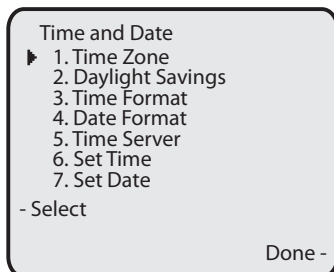 Time and Date
1. Time Zone
2. Daylight Savings
3. Time Format
4. Date Format
5. Time Server
6. Set Time
7. Set Date
- Select
Done -